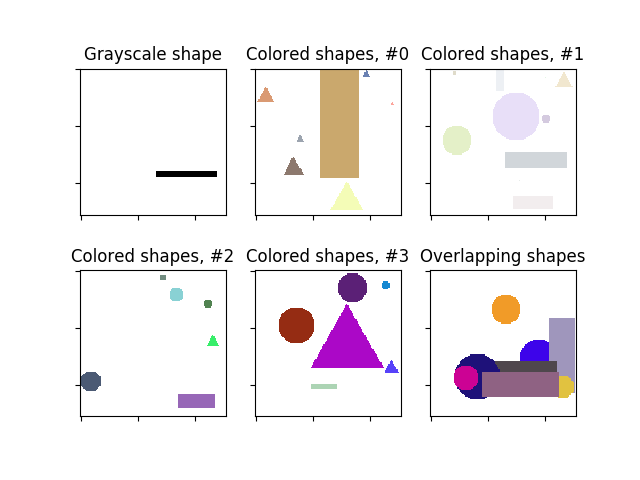 Grayscale shape
Colored shapes, #0
Colored shapes, #1
Colored shapes, #2
Colored shapes, #3
Overlapping shapes